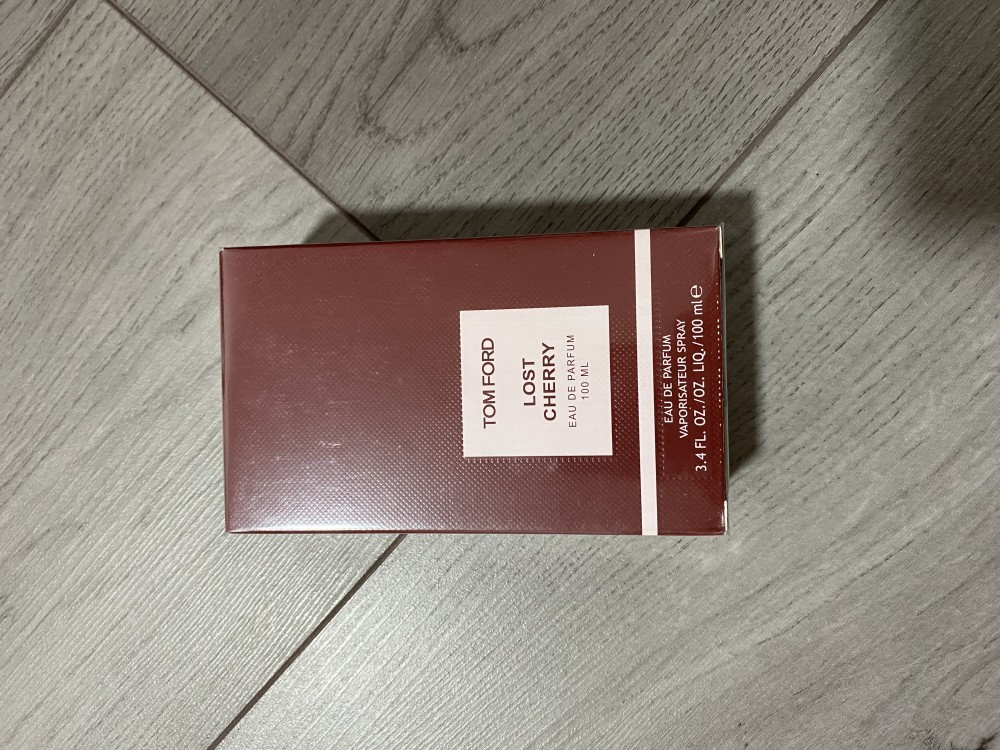 TOM FORD
LOST
CHERRY
EAU DE PARFUM
100 ML
EAU DE PARFUM
VAPORISATEUR SPRAY
3.4 FL. OZ./OZ. LIQ./100 ml ℮